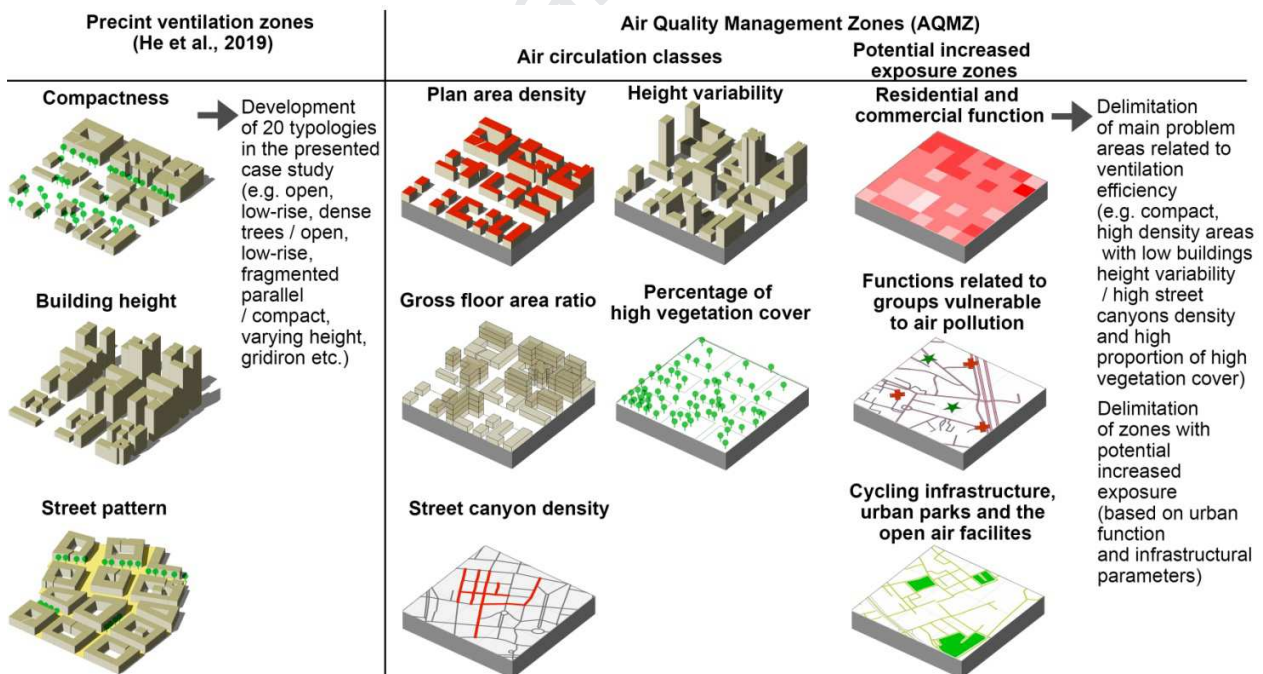 Precint ventilation zones
(He et al., 2019)
Air Quality Management Zones (AQMZ)
Air circulation classes
Potential increased
exposure zones
Compactness
Development
of 20 typologies
in the presented
case study
(e.g. open,
low-rise, dense
trees / open,
low-rise,
fragmented
parallel
/ compact,
varying height,
gridiron etc.)
Building height
Street pattern
Plan area density
Height variability
Gross floor area ratio
Percentage of
high vegetation cover
Street canyon density
Residential and
commercial function
Functions related to
groups vulnerable
to air pollution
Cycling infrastructure,
urban parks and the
open air facilites
Delimitation
of main problem
areas related to
ventilation
efficiency
(e.g. compact,
high density areas
with low buildings
height variability
/ high street
canyons density
and high
proportion of high
vegetation cover)
Delimitation
of zones with
potential
increased
exposure
(based on urban
function
and infrastructural
parameters)